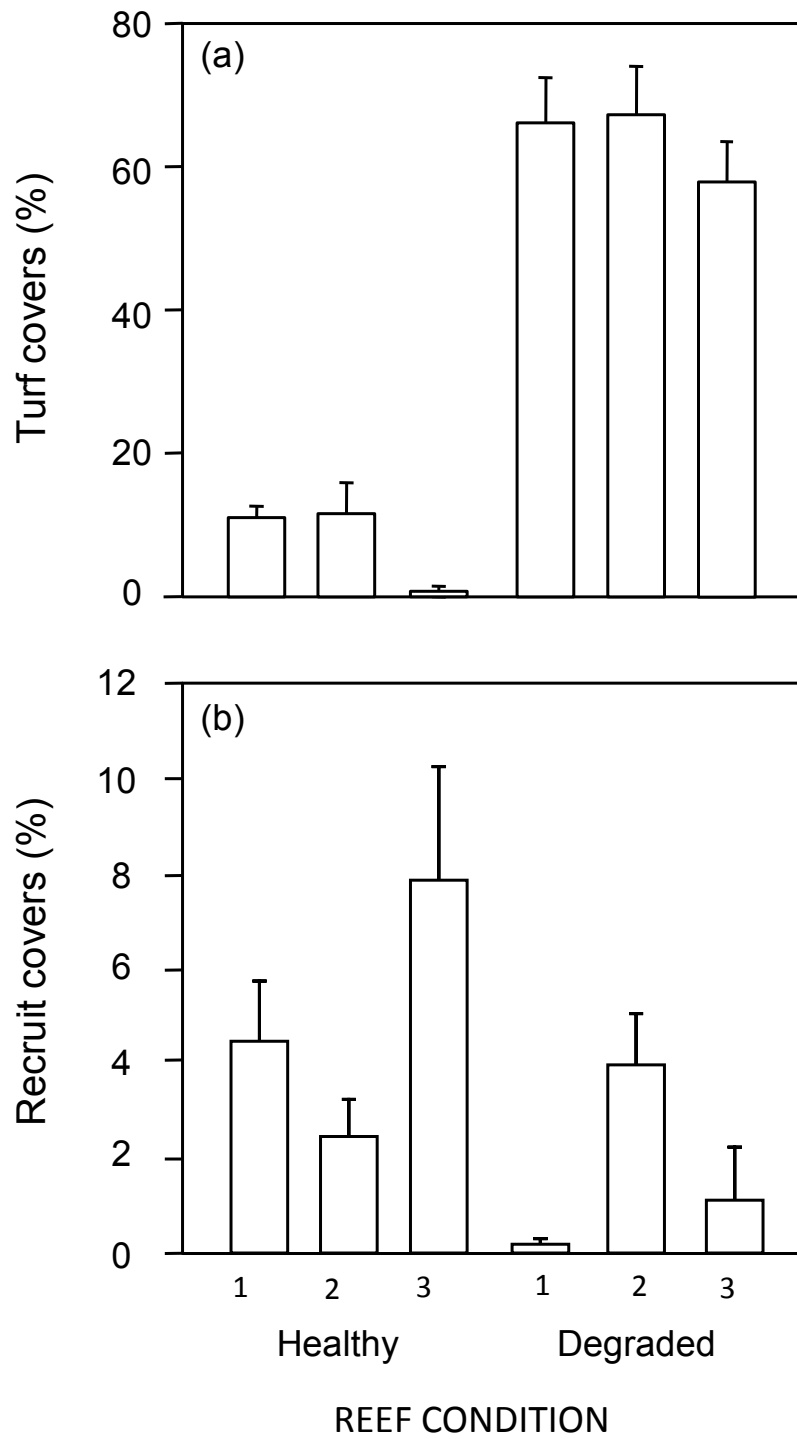 (a)
80
60
40
20
0
Turf covers (%)
(b)
12
10
8
6
4
2
0
Recruit covers (%)
1 2 3 1 2 3
Healthy Degraded
REEF CONDITION